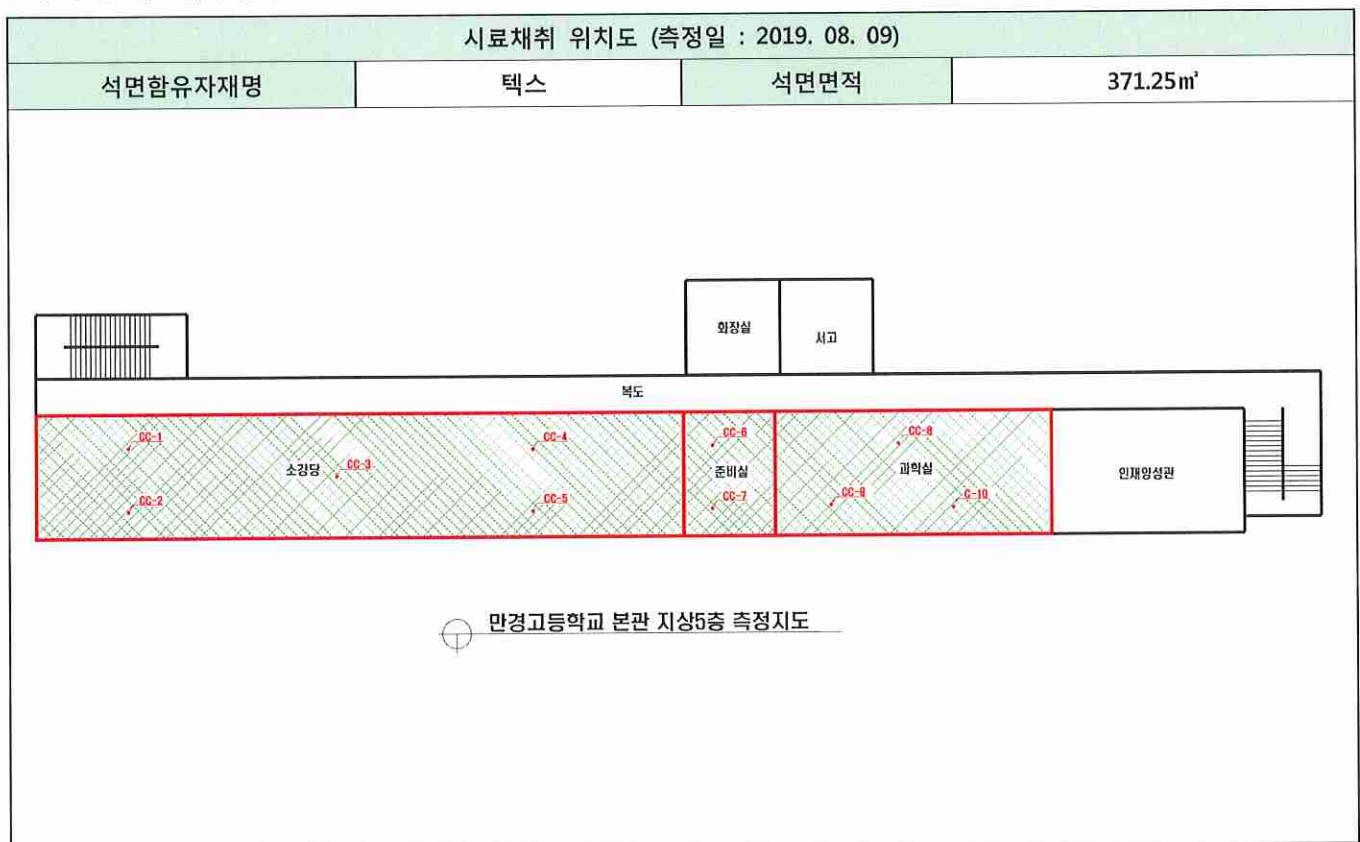 시료채취 위치도 (측정일 : 2019. 08. 09)
석면함유자재명 텍스 석면면적 371.25㎡
화장실 서고
복도
CC-1 CC-4 CC-6 CC-8
소강당 CC-3 준비실 과학실 인재양성관
CC-2 CC-5 CC-7 CC-9 C-10
만경고등학교 본관 지상5층 측정지도